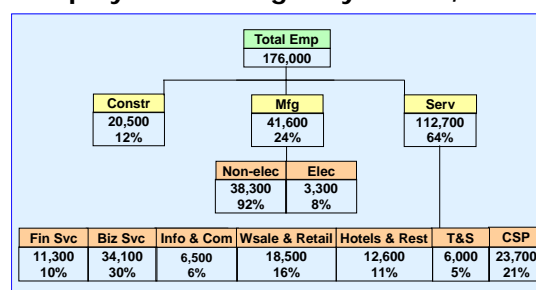 Total Emp
176,000
Constr Mfg Serv
20,500 41,600 112,700
12% 24% 64%
Non-elec Elec
38,300 3,300
92% 8%
Fin Svc Biz Svc Info & Com Wsale & Retail Hotels & Rest T&S CSP
11,300 34,100 6,500 18,500 12,600 6,000 23,700
10% 30% 6% 16% 11% 5% 21%